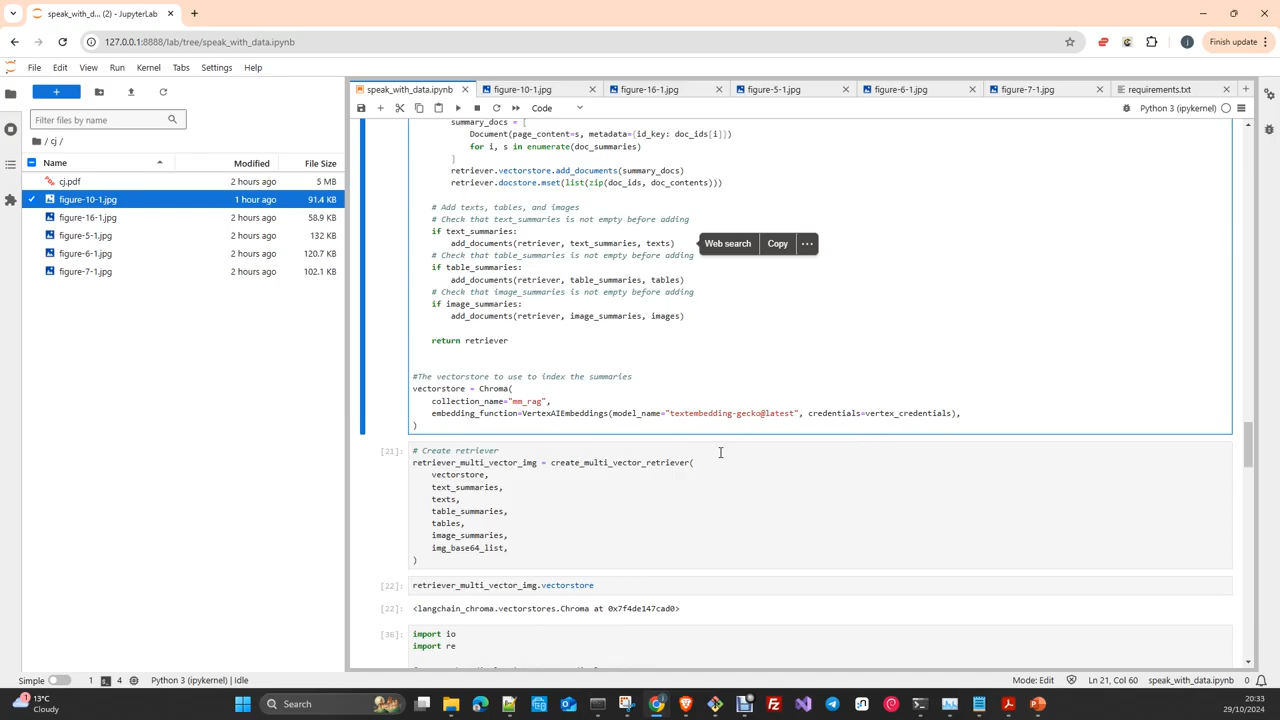 speak_with_d... (2) - JupyterLab
127.0.0.1:8888/lab/tree/speak_with_data.ipynb
j
Finish update
File Edit View Run Kernel Tabs Settings Help
Filter files by name
/ cj /
Name Modified File Size
cj.pdf 2 hours ago 5 MB
figure-10-1.jpg 1 hour ago 91.4 KB
figure-16-1.jpg 2 hours ago 58.9 KB
figure-5-1.jpg 2 hours ago 132 KB
figure-6-1.jpg 2 hours ago 120.7 KB
figure-7-1.jpg 2 hours ago 102.1 KB
speak_with_data.ipynb figure-10-1.jpg figure-16-1.jpg figure-5-1.jpg figure-6-1.jpg figure-7-1.jpg requirements.txt
Code
Python 3 (ipykernel)
summary_docs = [
Document(page_content=s, metadata={id_key: doc_ids[i]})
for i, s in enumerate(doc_summaries)
]
retriever.vectorstore.add_documents(summary_docs)
retriever.docstore.mset(list(zip(doc_ids, doc_contents)))
# Add texts, tables, and images
# Check that text_summaries is not empty before adding
if text_summaries:
add_documents(retriever, text_summaries, texts)
Web search Copy ...
# Check that table_summaries is not empty before adding
if table_summaries:
add_documents(retriever, table_summaries, tables)
# Check that image_summaries is not empty before adding
if image_summaries:
add_documents(retriever, image_summaries, images)
return retriever
#The vectorstore to use to index the summaries
vectorstore = Chroma(
collection_name="mm_rag",
embedding_function=VertexAIEmbeddings(model_name="textembedding-gecko@latest", credentials=vertex_credentials),
)
[21]: # Create retriever
retriever_multi_vector_img = create_multi_vector_retriever(
vectorstore,
text_summaries,
texts,
table_summaries,
tables,
image_summaries,
img_base64_list,
)
[22]: retriever_multi_vector_img.vectorstore
[22]: <langchain_chroma.vectorstores.Chroma at 0x7f4de147cad0>
[36]: import io
import re
Simple 1 4 Python 3 (ipykernel) | Idle
Mode: Edit Ln 21, Col 60 speak_with_data.ipynb 0
13°C
Cloudy
Search
20:33
29/10/2024